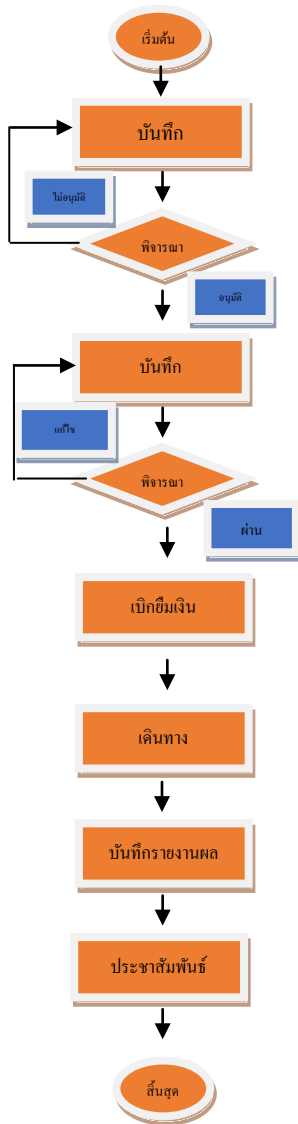 เริ่มต้น
บันทึก
ไม่อนุมัติ
พิจารณา
อนุมัติ
บันทึก
แก้ไข
พิจารณา
ผ่าน
เบิกยืมเงิน
เดินทาง
บันทึกรายงานผล
ประชาสัมพันธ์
สิ้นสุด